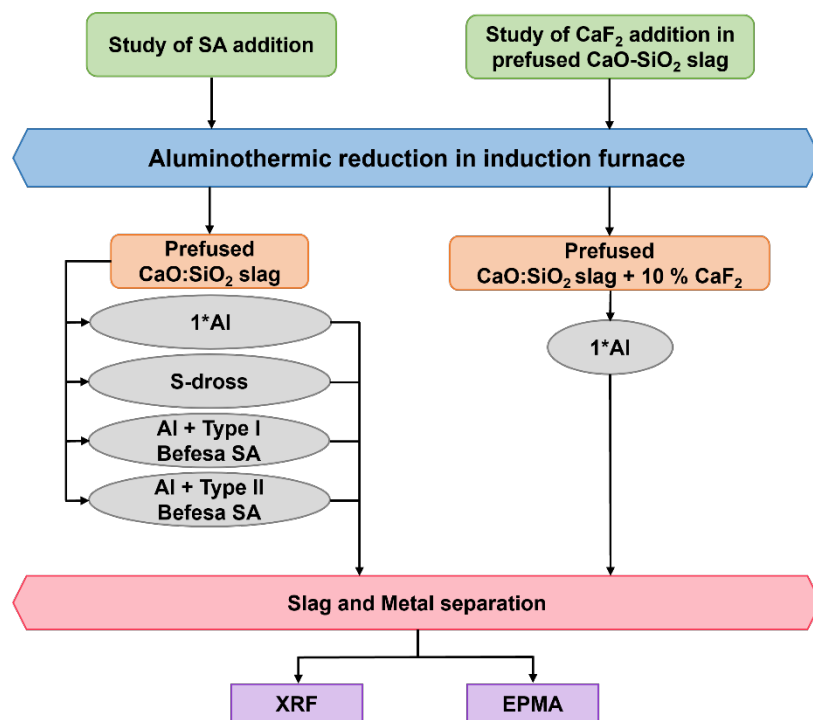 Study of SA addition
Study of CaF₂ addition in
prefused CaO-SiO₂ slag
Aluminothermic reduction in induction furnace
Prefused
CaO:SiO₂ slag
Prefused
CaO:SiO₂ slag + 10 % CaF₂
1*Al
S-dross
Al + Type I
Befesa SA
Al + Type II
Befesa SA
1*Al
Slag and Metal separation
XRF
EPMA